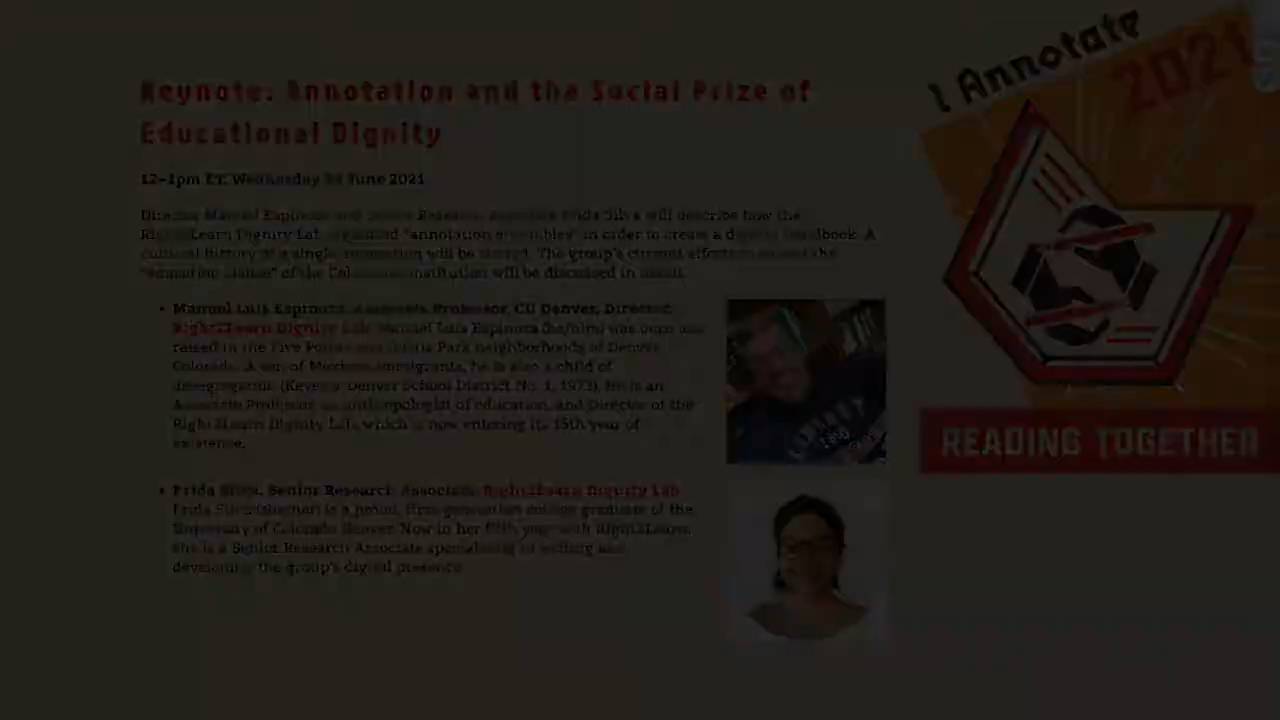 Keynote: Annotation and the Social Prize of
Educational Dignity
12–1pm ET, Wednesday June 2021
Director Manuel Espinoza and Senior Research Associate Frida Silva will describe how the
Right2Learn Dignity Lab organized "annotation ensembles" in order to create a digital handbook. A
cultural history of a single annotation will be The group's current efforts to the
"education clause" of the Colorado constitution will be discussed in detail.
• Manuel Luis Espinoza, Associate Professor, CU Denver, Director,
Right2Learn Dignity Lab. Manuel Luis Espinoza (he/him) was born and
raised in the Five Points and Park neighborhoods of Denver,
Colorado. A son of Mexican immigrants, he is also a child of
desegregation (Keyes v. Denver School District No. 1, 1973). He is an
Associate Professor, an anthropologist of education, and Director of the
Right2Learn Dignity Lab, which is now entering its 15th year of
existence.
• Frida Silva, Senior Research Associate, Right2Learn Dignity Lab
Frida Silva (she/her) is a proud, first-generation college graduate of the
University of Colorado Denver. Now in her fifth year with Right2Learn,
she is a Senior Research Associate specializing in writing and
developing the group's digital presence.
I Annotate
2021
READING TOGETHER